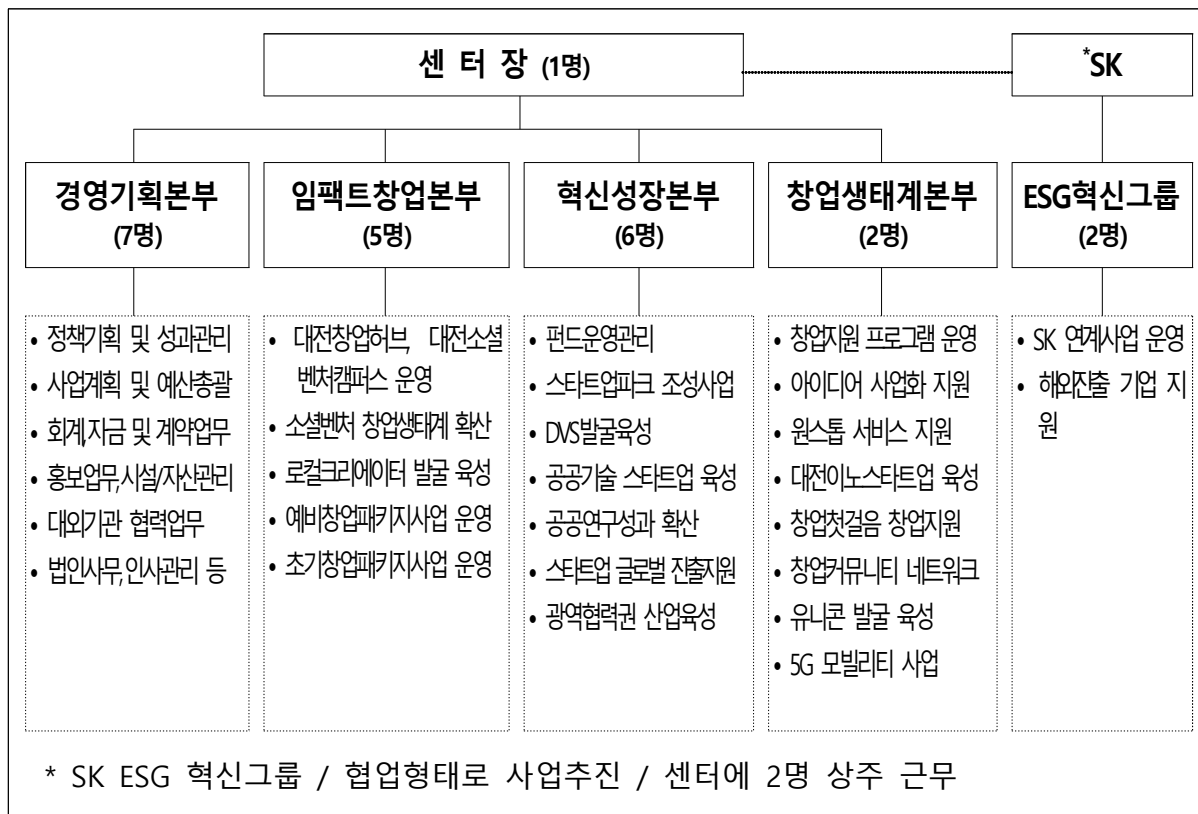 센 터 장 (1명)
*SK
경영기획본부
(7명)
임팩트창업본부
(5명)
혁신성장본부
(6명)
창업생태계본부
(2명)
ESG혁신그룹
(2명)
• 정책기획 및 성과관리
• 사업계획 및 예산총괄
• 회계,자금 및 계약업무
• 홍보업무,시설/자산관리
• 대외기관 협력업무
• 법인사무,인사관리 등
• 대전창업허브, 대전소셜
벤처캠퍼스 운영
• 소셜벤처 창업생태계 확산
• 로컬크리에이터 발굴 육성
• 예비창업패키지사업 운영
• 초기창업패키지사업 운영
• 펀드운영관리
• 스타트업파크 조성사업
• DVS발굴육성
• 공공기술 스타트업 육성
• 공공연구성과 확산
• 스타트업 글로벌 진출지원
• 광역협력권 산업육성
• 창업지원 프로그램 운영
• 아이디어 사업화 지원
• 원스톱 서비스 지원
• 대전이노스타트업 육성
• 창업첫걸음 창업지원
• 창업커뮤니티 네트워크
• 유니콘 발굴 육성
• 5G 모빌리티 사업
• SK 연계사업 운영
• 해외진출 기업 지
원
* SK ESG 혁신그룹 / 협업형태로 사업추진 / 센터에 2명 상주 근무